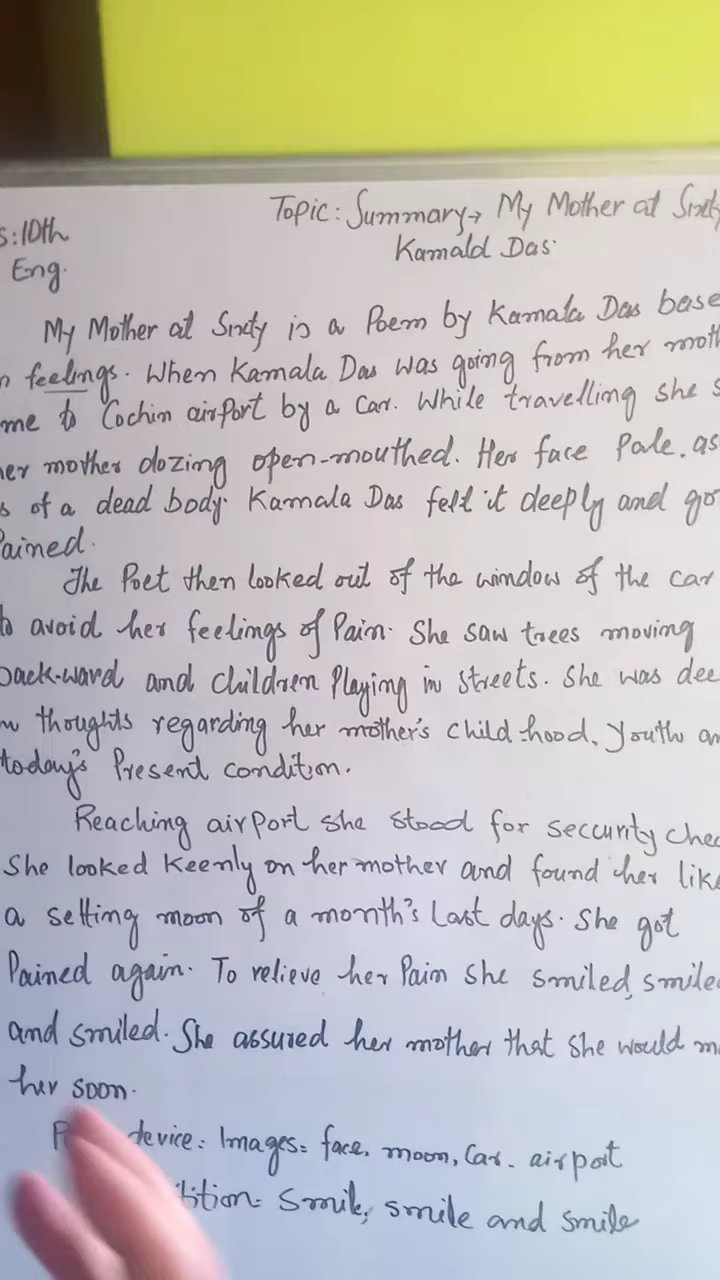 s:10th
Topic: Summary→ My Mother at Sixty
Eng.
Kamald Das.
My Mother at Sixty is a Poem by Kamala Das base
n feelings. When Kamala Das was going from her moth
me to Cochin airport by a car. While travelling she s
er mother dozing open-mouthed. Her face Pale. as
s of a dead body. Kamala Das felt it deeply and go
Pained.
The Poet then looked out of the window of the car
to avoid her feelings of Pain. She saw trees moving
back-ward and children Playing in streets. She was dee
n thoughts regarding her mother's child-hood, Youth an
today's Present condition.
Reaching airport she stood for seccurity chec
She looked Keenly on her mother and found her like
a setting moon of a month's last days. She got
Pained again. To relieve her Pain she smiled, smiled
and smiled. She assured her mother that she would m
her soon.
P device: Images= face, moon, Car. airport
tition= Smile, smile and smile